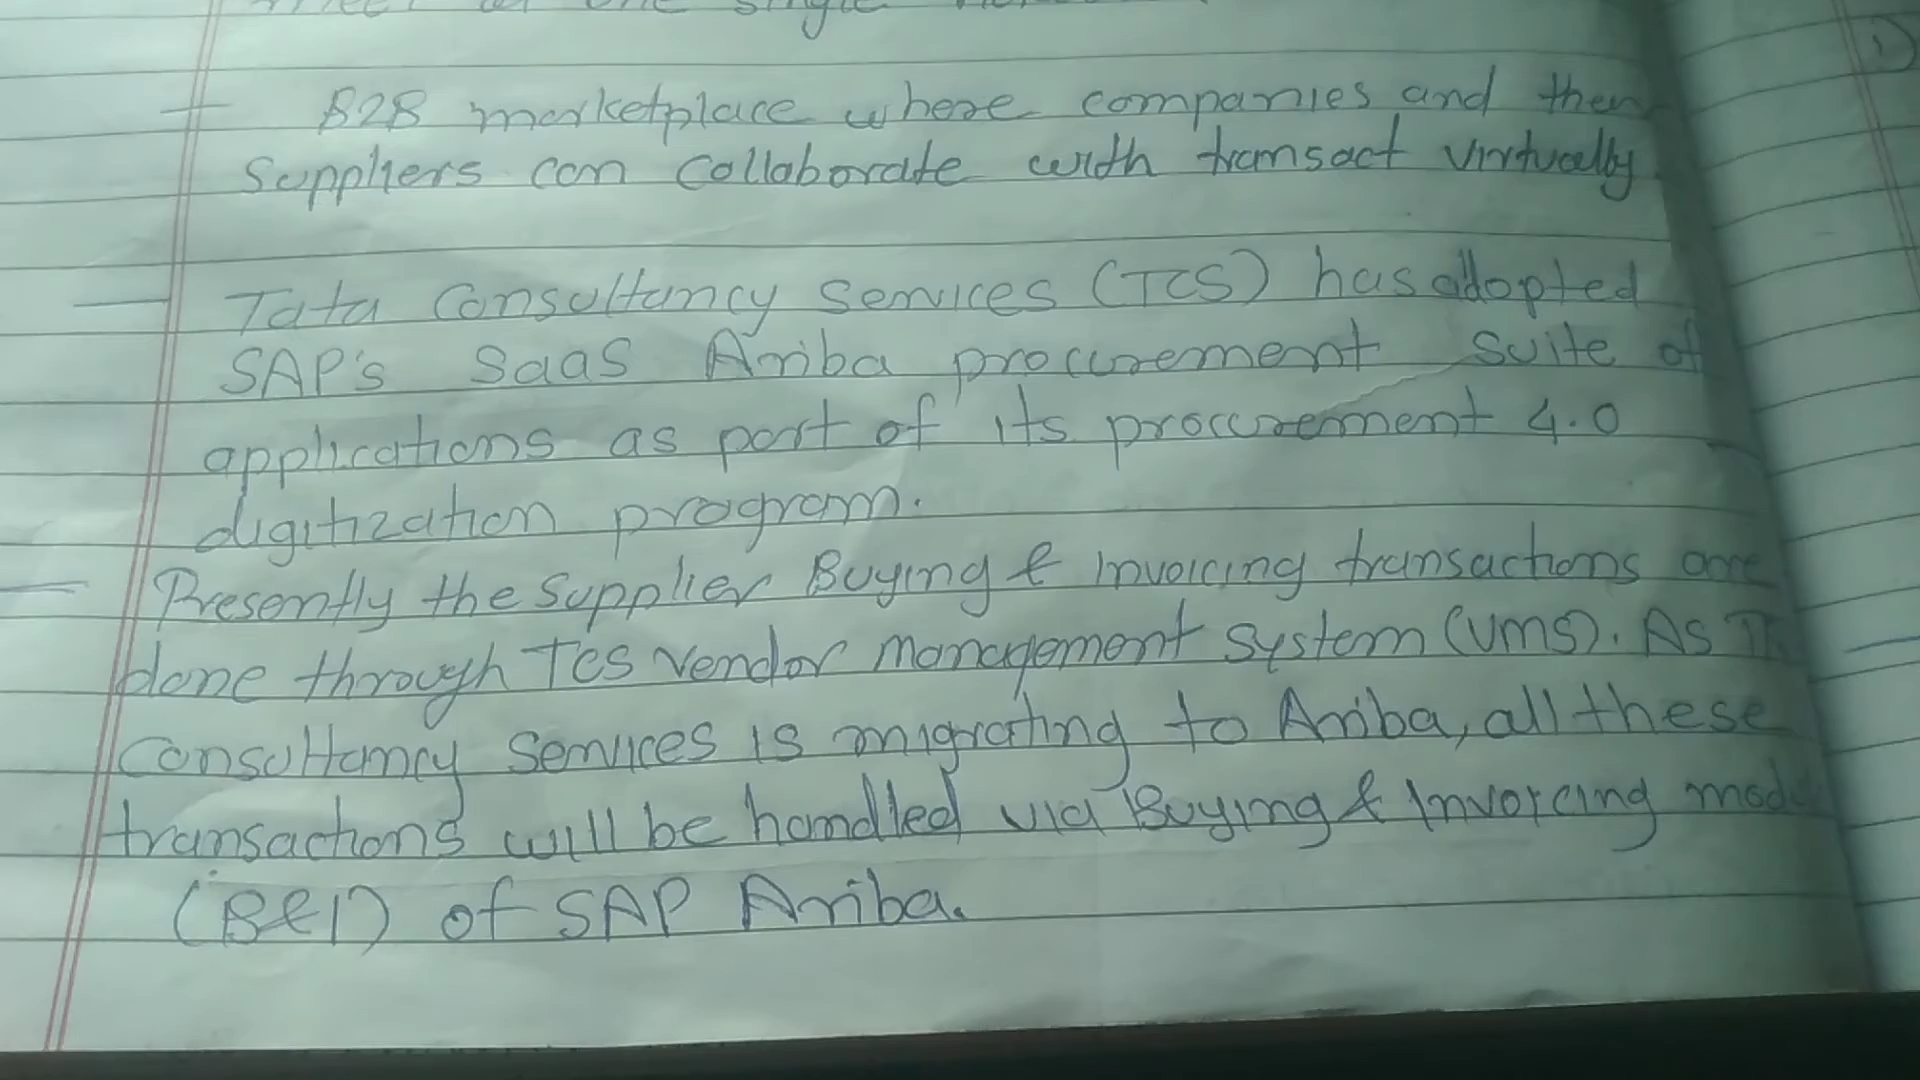 at one single
B2B marketplace where companies and their
Suppliers can Collaborate with transact virtually
Tata Consultancy Services (TCS) has adopted
SAP's SaaS Ariba procurement suite of
applications as part of its procurement 4.0
digitization program.
Presently the Supplier Buying & Invoicing transactions are
done through TCS Vendor Management System (VMS). As
Consultancy Services is migrating to Ariba, all these
transactions will be handled via Buying & Invoicing
(B&I) of SAP Ariba.